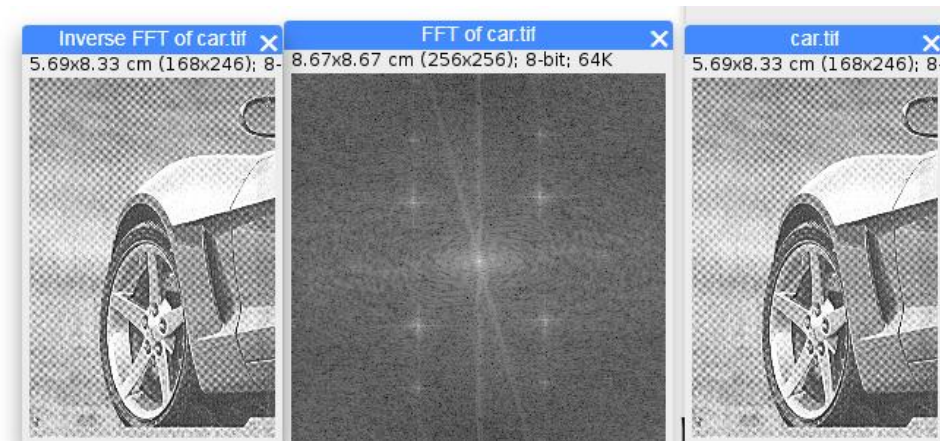 Inverse FFT of car.tif
5.69x8.33 cm (168x246); 8-
FFT of car.tif
8.67x8.67 cm (256x256); 8-bit; 64K
car.tif
5.69x8.33 cm (168x246); 8-